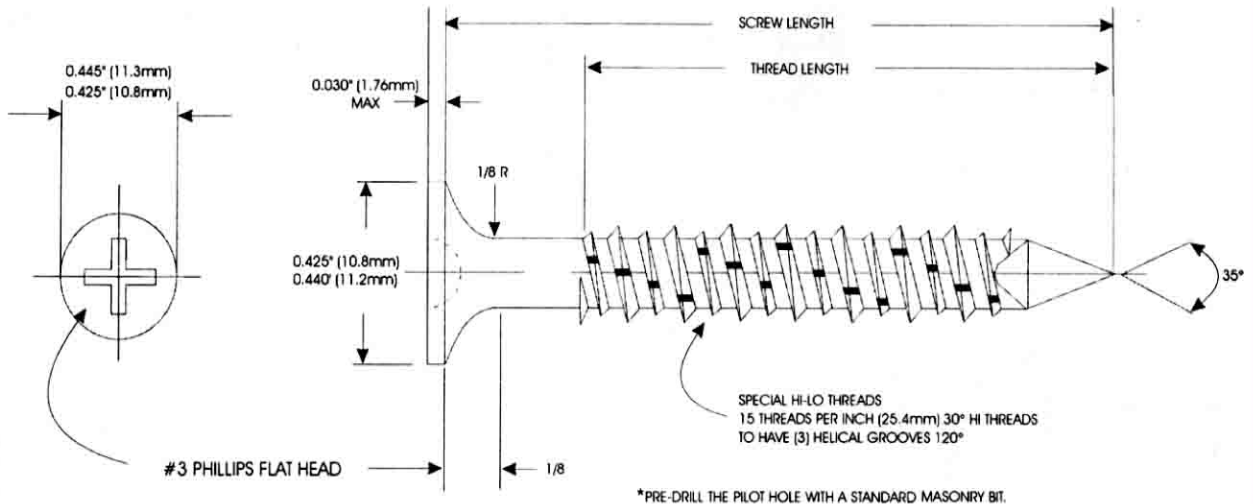 SCREW LENGTH
THREAD LENGTH
0.445" (11.3mm)
0.425" (10.8mm)
0.030" (1.76mm)
MAX
1/8 R
0.425" (10.8mm)
0.440' (11.2mm)
35°
SPECIAL HI-LO THREADS
15 THREADS PER INCH (25.4mm) 30° HI THREADS
TO HAVE (3) HELICAL GROOVES 120°
#3 PHILLIPS FLAT HEAD
1/8
*PRE-DRILL THE PILOT HOLE WITH A STANDARD MASONRY BIT.